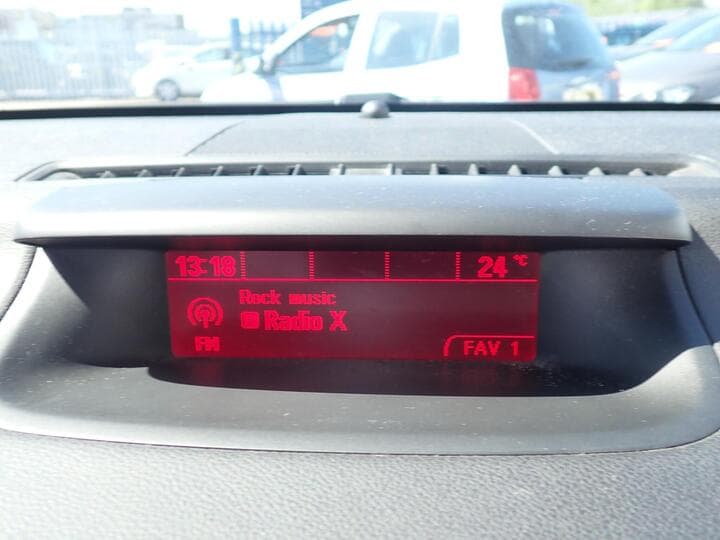 13:18 24 °C
Rock music
Radio X
FM FAV 1